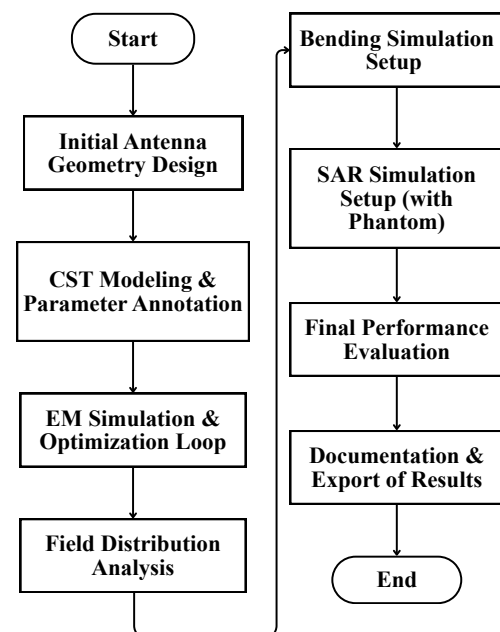 Start
Initial Antenna
Geometry Design
CST Modeling &
Parameter Annotation
EM Simulation &
Optimization Loop
Field Distribution
Analysis
Bending Simulation
Setup
SAR Simulation
Setup (with
Phantom)
Final Performance
Evaluation
Documentation &
Export of Results
End